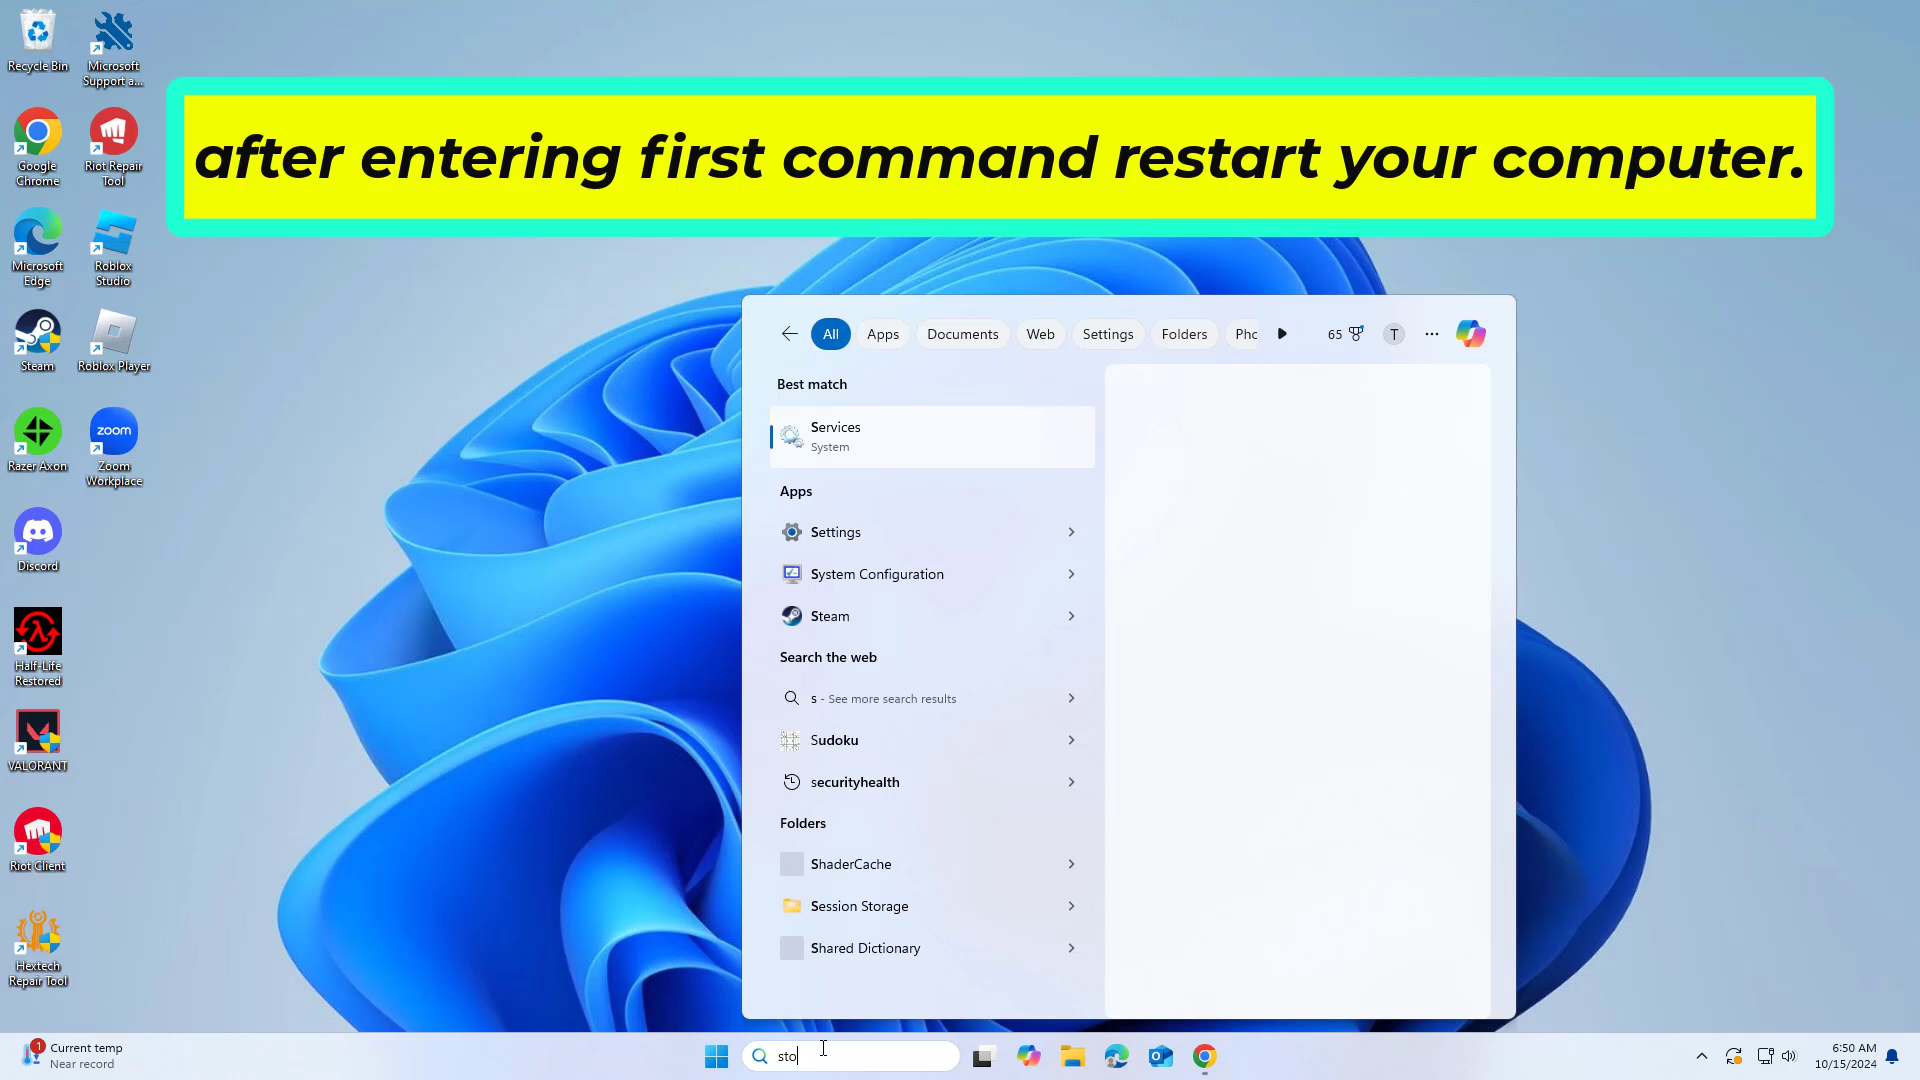 Recycle Bin
Microsoft
Support a...
after entering first command restart your computer.
Google
Chrome
Riot Repair
Tool
Microsoft
Edge
Roblox
Studio
Steam
Roblox Player
Razer Axon
zoom
Zoom
Workplace
Discord
Half-Life
Restored
VALORANT
Riot Client
Hextech
Repair Tool
All
Apps
Documents
Web
Settings
Folders
Pho
65
T
Best match
Services
System
Apps
Settings
System Configuration
Steam
Search the web
s - See more search results
Sudoku
securityhealth
Folders
ShaderCache
Session Storage
Shared Dictionary
1
Current temp
Near record
sto
6:50 AM
10/15/2024